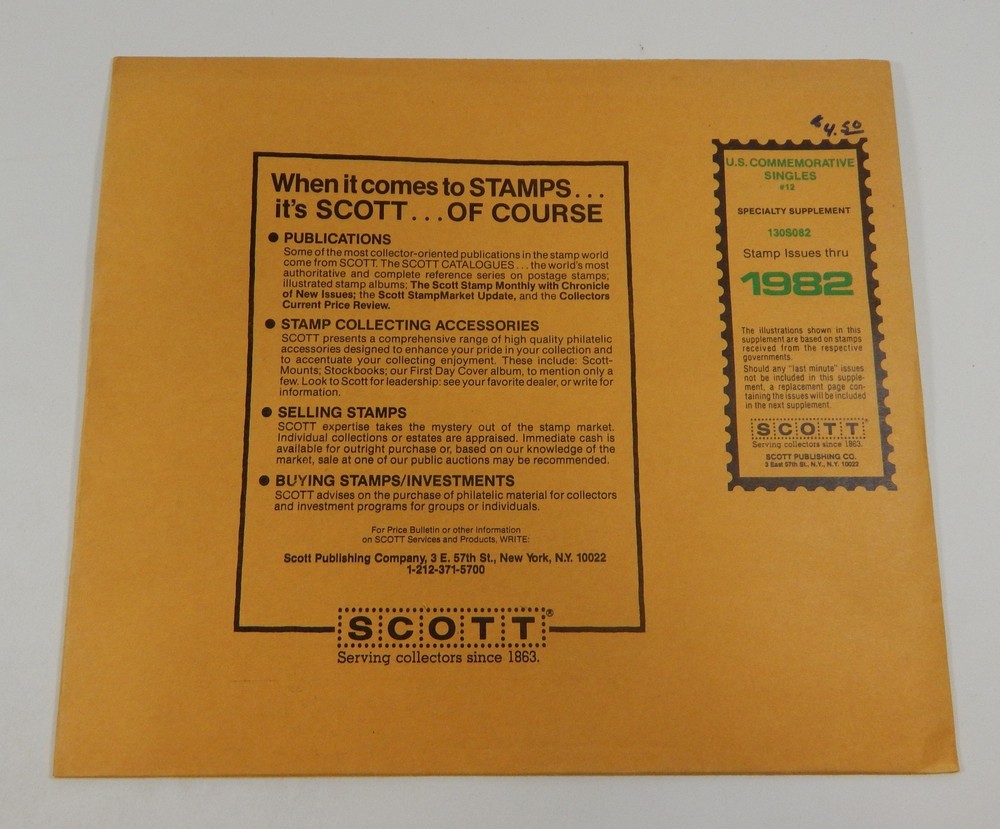 When it comes to STAMPS...
it's SCOTT...OF COURSE
● PUBLICATIONS
Some of the most collector-oriented publications in the stamp world
come from SCOTT. The SCOTT CATALOGUES...the world's most
authoritative and complete reference series on postage stamps;
illustrated stamp albums; The Scott Stamp Monthly with Chronicle
of New Issues; the Scott StampMarket Update, and the Collectors
Current Price Review.
● STAMP COLLECTING ACCESSORIES
SCOTT presents a comprehensive range of high quality philatelic
accessories designed to enhance your pride in your collection and
to accentuate your collecting enjoyment. These include: Scott-
Mounts; Stockbooks; our First Day Cover album, to mention only a
few. Look to Scott for leadership: see your favorite dealer, or write for
information.
● SELLING STAMPS
SCOTT expertise takes the mystery out of the stamp market.
Individual collections or estates are appraised. Immediate cash is
available for outright purchase or, based on our knowledge of the
market, sale at one of our public auctions may be recommended.
● BUYING STAMPS/INVESTMENTS
SCOTT advises on the purchase of philatelic material for collectors
and investment programs for groups or individuals.
For Price Bulletin or other information
on SCOTT Services and Products, WRITE:
Scott Publishing Company, 3 E. 57th St., New York, N.Y. 10022
1-212-371-5700
SCOTT®
Serving collectors since 1863.
$4.50
U.S. COMMEMORATIVE
SINGLES
#12
SPECIALTY SUPPLEMENT
130S082
Stamp Issues thru
1982
The illustrations shown in this
supplement are based on stamps
received from the respective
governments.
Should any "last minute" issues
not be included in this supple-
ment, a replacement page con-
taining the issues will be included
in the next supplement.
SCOTT
Serving collectors since 1863.
SCOTT PUBLISHING CO.
3 East 57th St., N.Y., N.Y. 10022